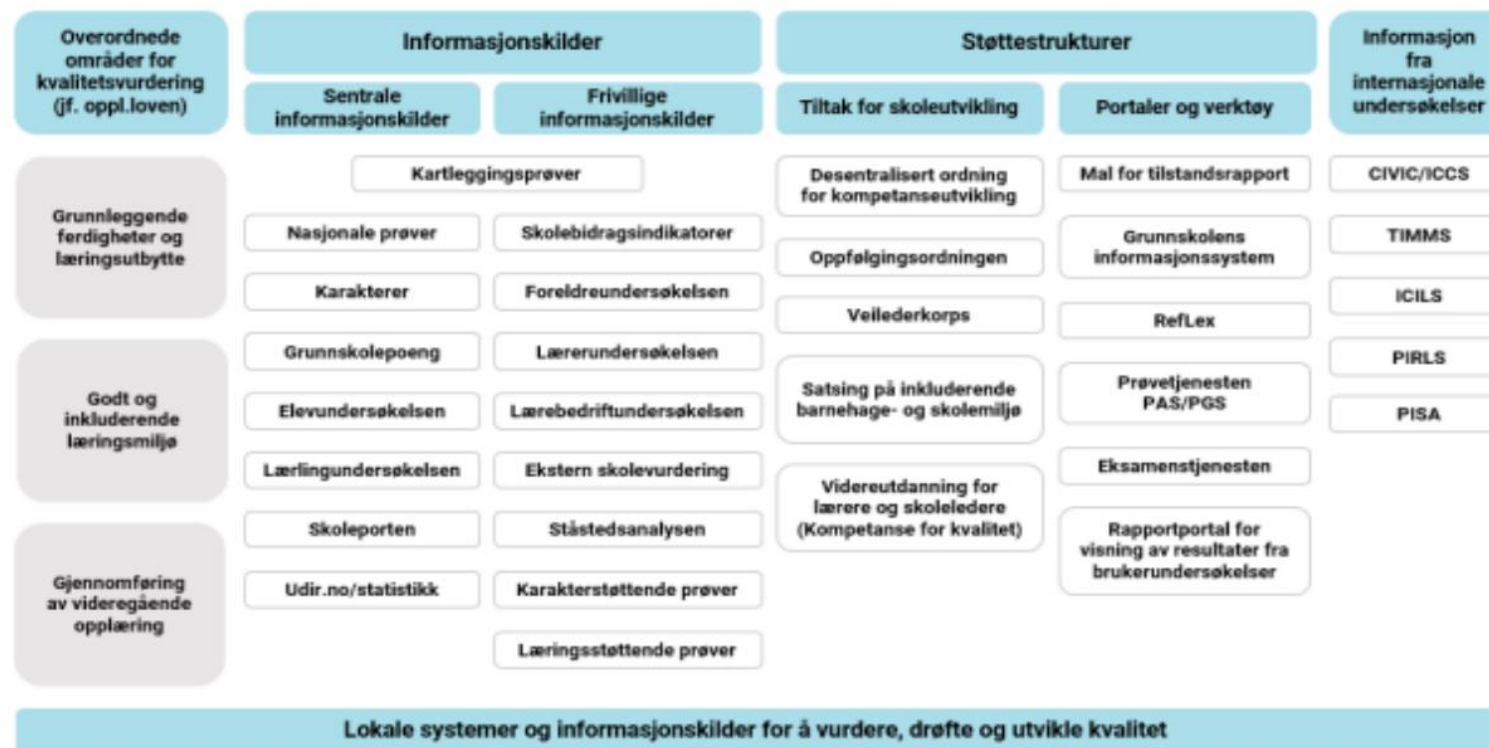 Overordnede
områder for
kvalitetsvurdering
(jf. oppl.loven)
Informasjonskilder
Sentrale
informasjonskilder
Frivillige
informasjonskilder
Støttestrukturer
Tiltak for skoleutvikling
Portaler og verktøy
Informasjon
fra
internasjonale
undersøkelser
Grunnleggende
ferdigheter og
læringsutbytte
Godt og
inkluderende
læringsmiljø
Gjennomføring
av videregående
opplæring
Kartleggingsprøver
Nasjonale prøver
Karakterer
Grunnskolepoeng
Elevundersøkelsen
Lærlingundersøkelsen
Skoleporten
Udir.no/statistikk
Skolebidragsindikatorer
Foreldreundersøkelsen
Lærerundersøkelsen
Lærebedriftundersøkelsen
Ekstern skolevurdering
Ståstedsanalysen
Karakterstøttende prøver
Læringsstøttende prøver
Desentralisert ordning
for kompetanseutvikling
Oppfølgingsordningen
Veilederkorps
Satsing på inkluderende
barnehage- og skolemiljø
Videreutdanning for
lærere og skoleledere
(Kompetanse for kvalitet)
Mal for tilstandsrapport
Grunnskolens
informasjonssystem
RefLex
Prøvetjenesten
PAS/PGS
Eksamenstjenesten
Rapportportal for
visning av resultater fra
brukerundersøkelser
CIVIC/ICCS
TIMMS
ICILS
PIRLS
PISA
Lokale systemer og informasjonskilder for å vurdere, drøfte og utvikle kvalitet